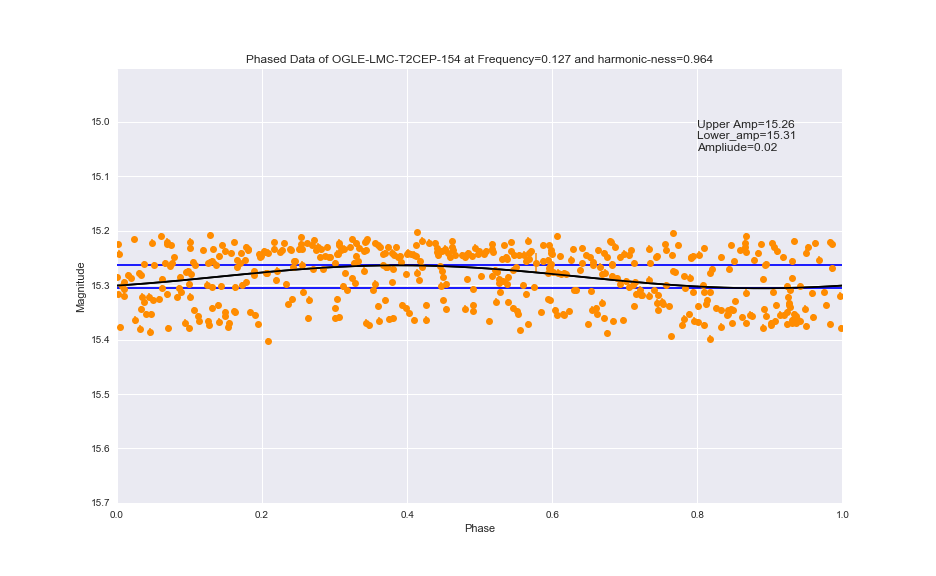 Phased Data of OGLE-LMC-T2CEP-154 at Frequency=0.127 and harmonic-ness=0.964
Upper Amp=15.26
Lower_amp=15.31
Ampliude=0.02
Magnitude
15.0
15.1
15.2
15.3
15.4
15.5
15.6
15.7
0.0 0.2 0.4 0.6 0.8 1.0
Phase